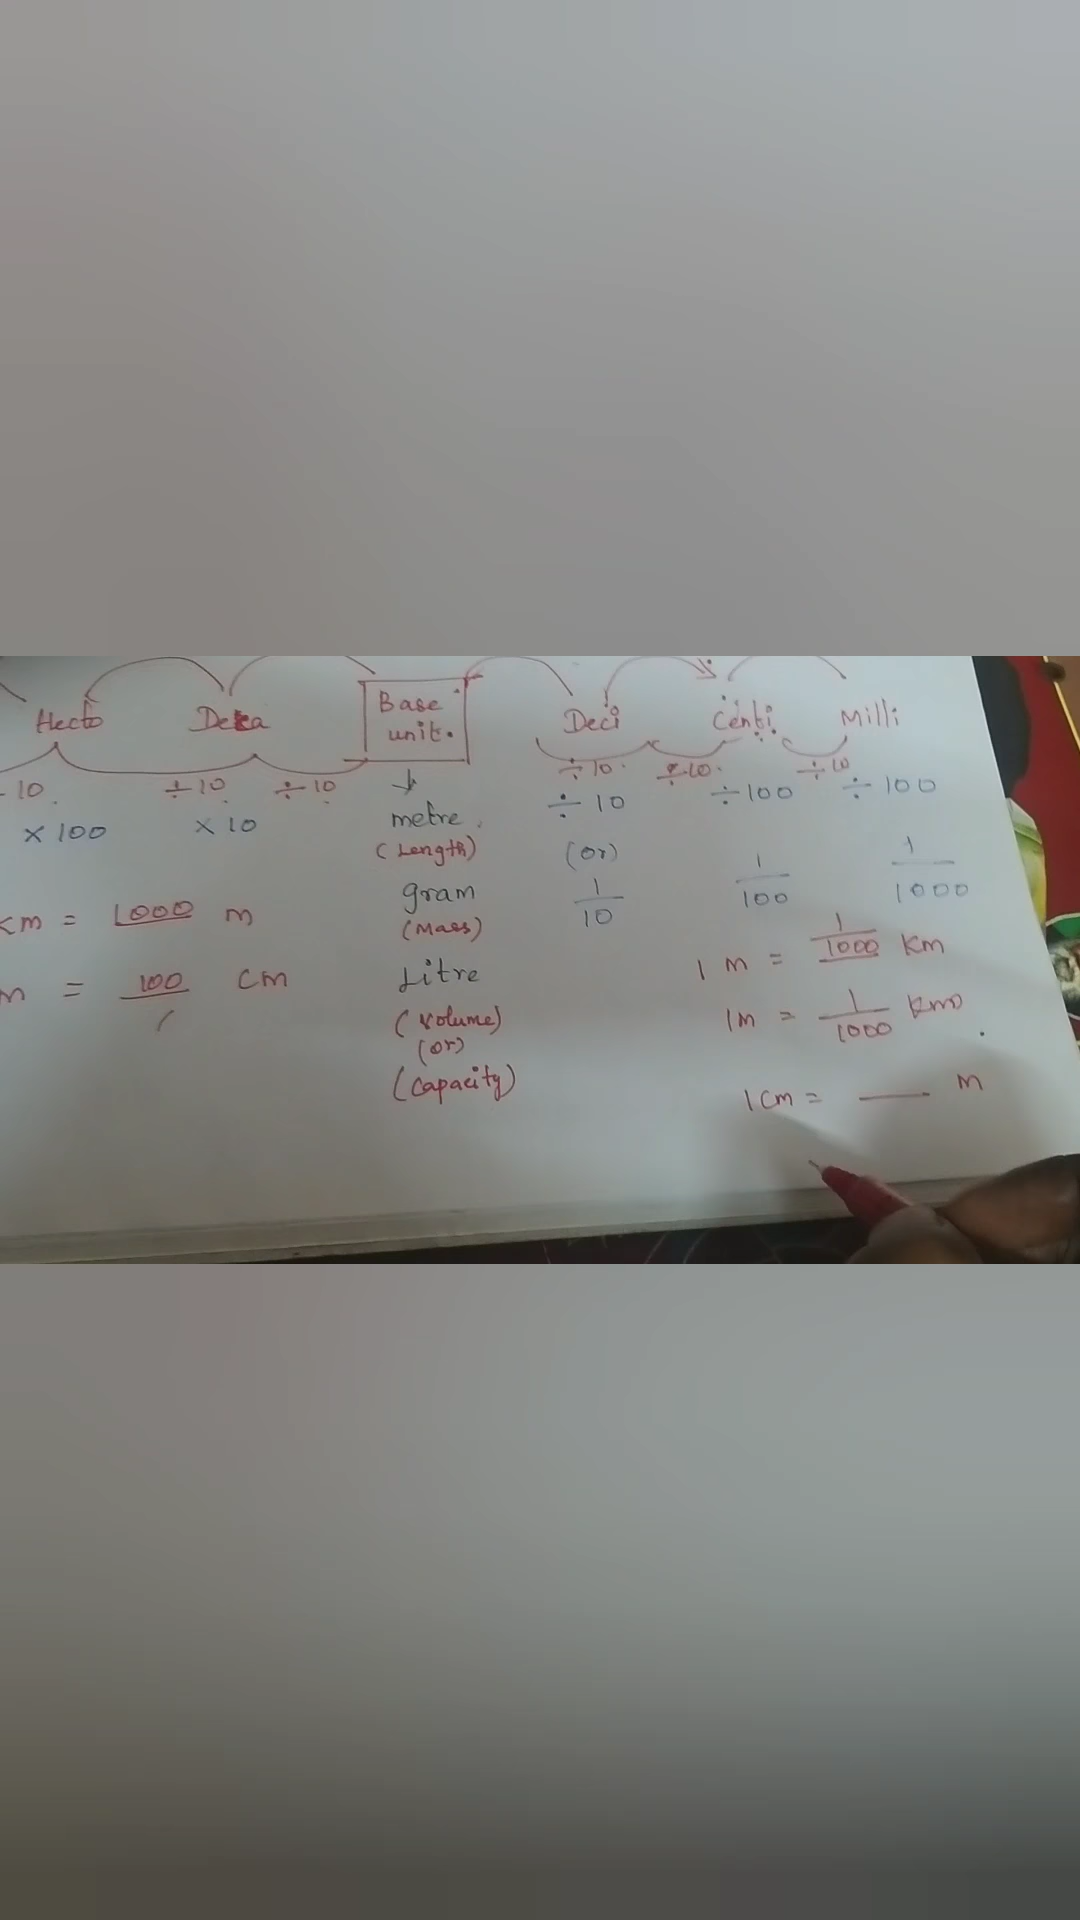 Hecto Deka Base unit. Deci Centi Milli
10 ÷10 ÷10 ÷10 ÷10 ÷10
×100 ×10 ↓ ÷10 ÷100 ÷100
metre
(Length) (or) 1/100 1/1000
gram 1/10
(Mass)
Km = 1000 m
1 m = 1/1000 Km
m = 100 cm
Litre
1m = 1/1000 Km
(volume)
(or)
(capacity)
1cm = ___ m